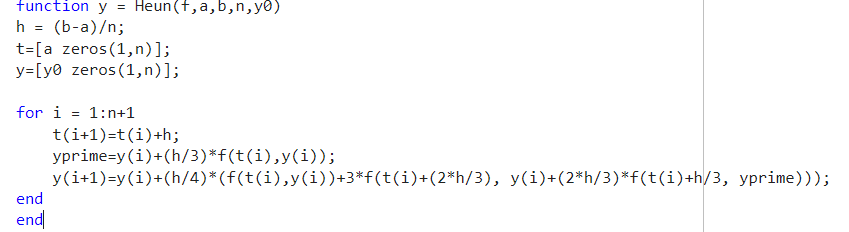 function y = Heun(f,a,b,n,y0)
h = (b-a)/n;
t=[a zeros(1,n)];
y=[y0 zeros(1,n)];
for i = 1:n+1
t(i+1)=t(i)+h;
yprime=y(i)+(h/3)*f(t(i),y(i));
y(i+1)=y(i)+(h/4)*(f(t(i),y(i))+3*f(t(i)+(2*h/3), y(i)+(2*h/3)*f(t(i)+h/3, yprime)));
end
end